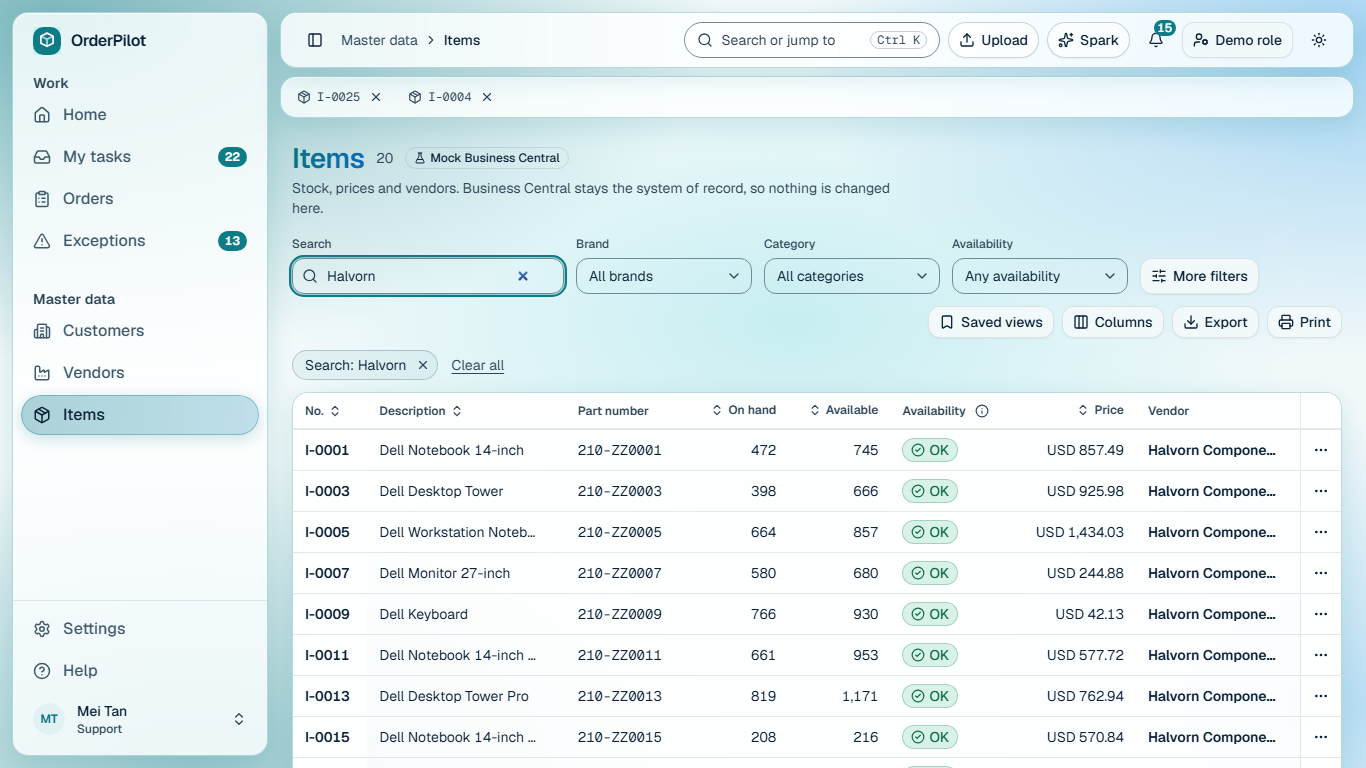 OrderPilot
Work
Home
My tasks 22
Orders
Exceptions 13
Master data
Customers
Vendors
Items
Settings
Help
MT Mei Tan
Support
Master data > Items
Search or jump to Ctrl K
Upload
Spark
15
Demo role
I-0025
I-0004
Items 20 Mock Business Central
Stock, prices and vendors. Business Central stays the system of record, so nothing is changed
here.
Search Brand Category Availability
Halvorn All brands All categories Any availability More filters
Saved views Columns Export Print
Search: Halvorn Clear all
No. Description Part number On hand Available Availability Price Vendor
I-0001 Dell Notebook 14-inch 210-ZZ0001 472 745 OK USD 857.49 Halvorn Compone...
I-0003 Dell Desktop Tower 210-ZZ0003 398 666 OK USD 925.98 Halvorn Compone...
I-0005 Dell Workstation Noteb... 210-ZZ0005 664 857 OK USD 1,434.03 Halvorn Compone...
I-0007 Dell Monitor 27-inch 210-ZZ0007 580 680 OK USD 244.88 Halvorn Compone...
I-0009 Dell Keyboard 210-ZZ0009 766 930 OK USD 42.13 Halvorn Compone...
I-0011 Dell Notebook 14-inch ... 210-ZZ0011 661 953 OK USD 577.72 Halvorn Compone...
I-0013 Dell Desktop Tower Pro 210-ZZ0013 819 1,171 OK USD 762.94 Halvorn Compone...
I-0015 Dell Notebook 14-inch ... 210-ZZ0015 208 216 OK USD 570.84 Halvorn Compone...